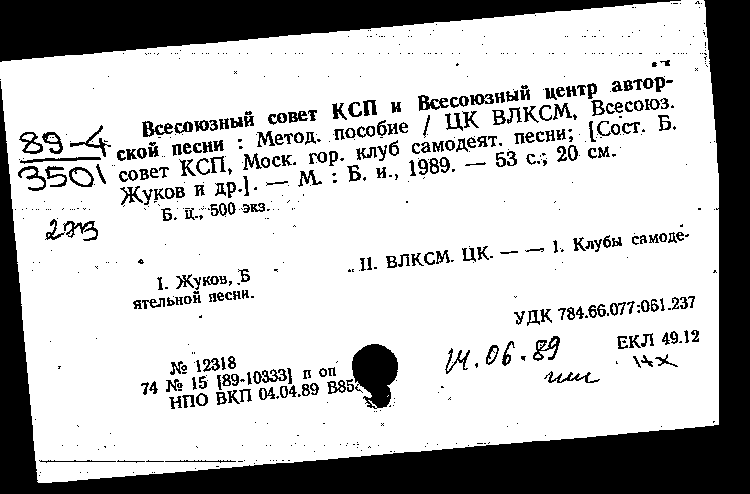 Всесоюзный совет КСП и Всесоюзный центр автор-
ской песни : Метод. пособие / ЦК ВЛКСМ, Всесоюз.
совет КСП, Моск. гор. клуб самодеят. песни; [Сост. Б.
Жуков и др.]. — М. : Б. и., 1989. — 53 с.; 20 см.
Б. ц., 500 экз.
89-4
3501
I. Жуков, Б
II. ВЛКСМ. ЦК. — — 1. Клубы самоде-
ятельной песни.
УДК 784.66.077:061.237
ЕКЛ 49.12
№ 12318
74 № 15 [89-10333] п оп
НПО ВКП 04.04.89 В858
14.06.89